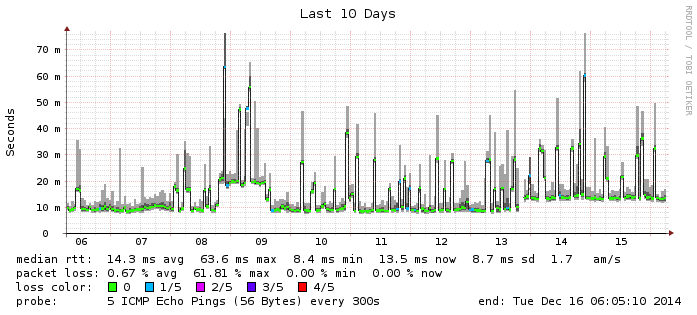 Last 10 Days
RRDTOOL / TOBI OETIKER
Seconds
70 m
60 m
50 m
40 m
30 m
20 m
10 m
0
06 07 08 09 10 11 12 13 14 15
median rtt: 14.3 ms avg 63.6 ms max 8.4 ms min 13.5 ms now 8.7 ms sd 1.7 am/s
packet loss: 0.67 % avg 61.81 % max 0.00 % min 0.00 % now
loss color: 0 1/5 2/5 3/5 4/5
probe: 5 ICMP Echo Pings (56 Bytes) every 300s end: Tue Dec 16 06:05:10 2014